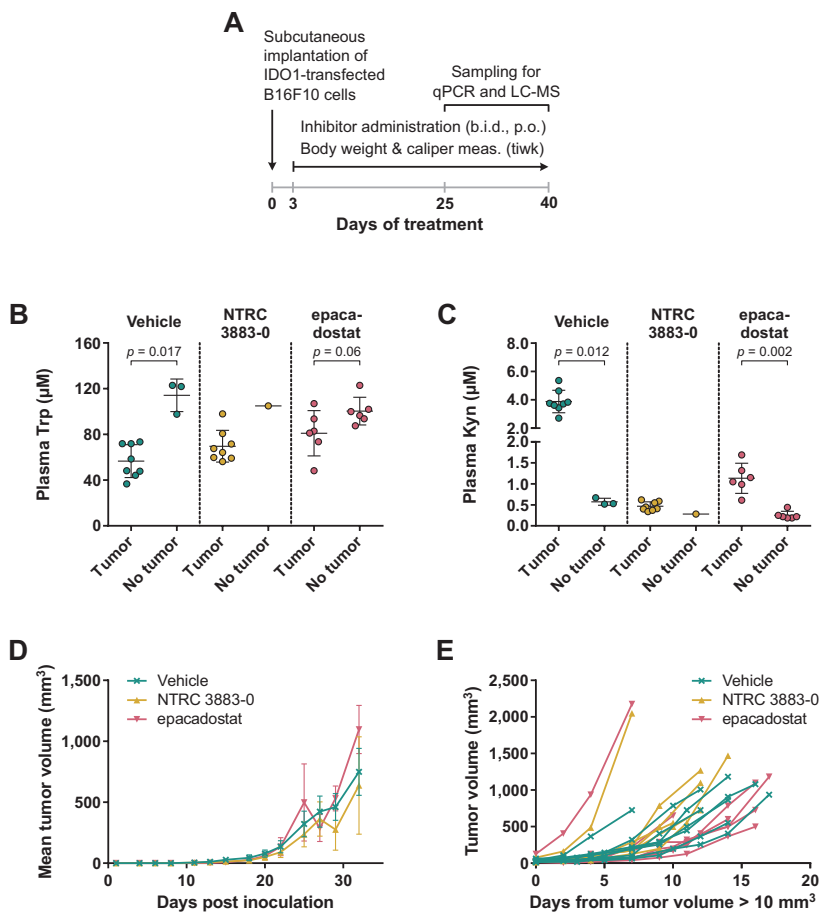 A
Subcutaneous
implantation of
IDO1-transfected
B16F10 cells
Sampling for
qPCR and LC-MS
Inhibitor administration (b.i.d., p.o.)
Body weight & caliper meas. (tiwk)
0 3 25 40
Days of treatment
B
Vehicle
NTRC
3883-0
epaca-
dostat
p = 0.017
p = 0.06
Plasma Trp (µM)
160
120
80
40
0
Tumor
No tumor
Tumor
No tumor
Tumor
No tumor
C
Vehicle
NTRC
3883-0
epaca-
dostat
p = 0.012
p = 0.002
Plasma Kyn (µM)
8.0
6.0
4.0
2.0
1.5
1.0
0.5
0.0
Tumor
No tumor
Tumor
No tumor
Tumor
No tumor
D
Mean tumor volume (mm³)
1,500
1,000
500
0
Vehicle
NTRC 3883-0
epacadostat
0 10 20 30
Days post inoculation
E
Tumor volume (mm³)
2,500
2,000
1,500
1,000
500
0
Vehicle
NTRC 3883-0
epacadostat
0 5 10 15 20
Days from tumor volume > 10 mm³